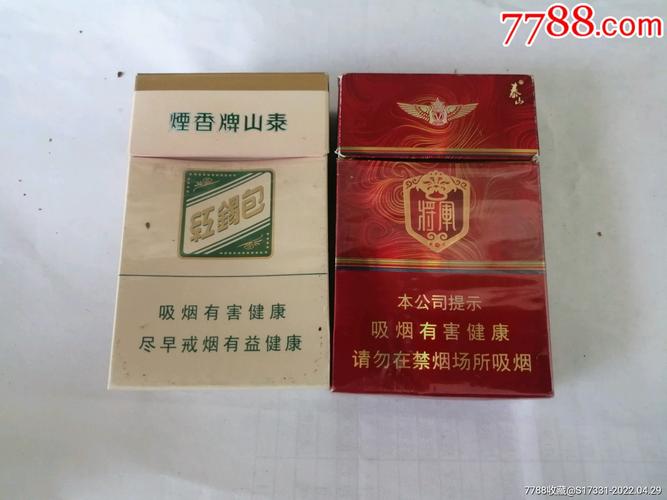 7788.com
煙香牌山泰
红錫包
吸烟有害健康
尽早戒烟有益健康
泰山
将軍
本公司提示
吸烟有害健康
请勿在禁烟场所吸烟
7788收藏@S17331-2022.04.29